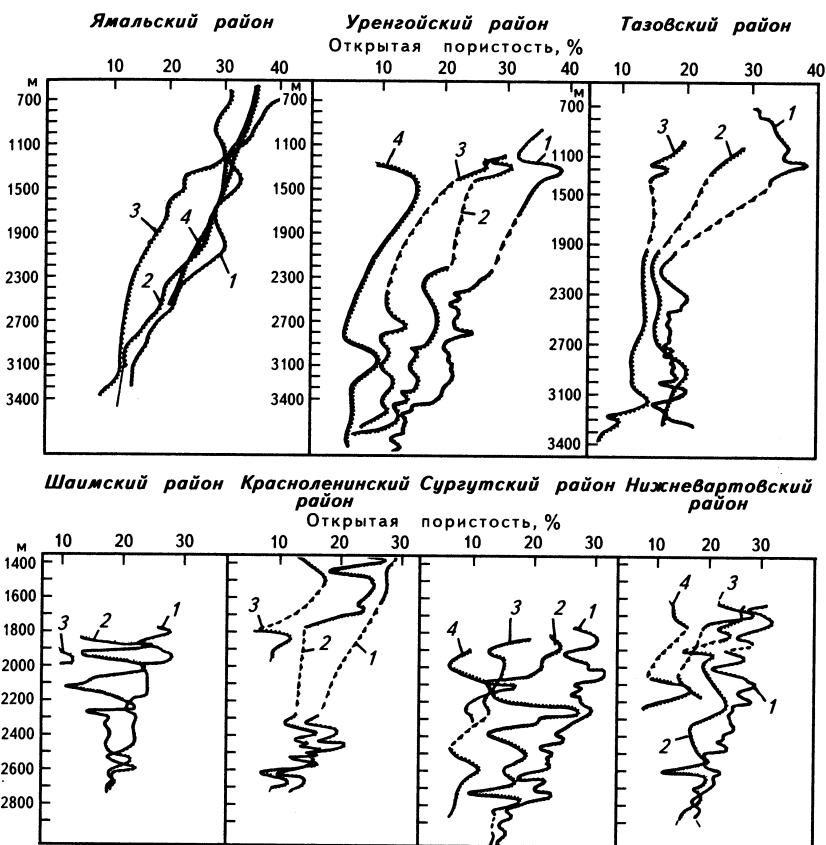 Ямальский район Уренгойский район Тазовский район
Открытая пористость, %
10 20 30 10 20 30 40 10 20 30 40
м м м
700 700 700
1100 1100 1100
1500 1500 1500
1900 1900 1900
2300 2300 2300
2700 2700 2700
3100 3100 3100
3400 3400 3400
3 4 2 1
4 3 1 2
3 2 1
Шаимский район Красноленинский район Сургутский район Нижневартовский район
Открытая пористость, %
м 10 20 30 10 20 30 10 20 30 10 20 30
1400
1600
1800
2000
2200
2400
2600
2800
3 2 1
3 2 1
4 3 2 1
4 3 2 1